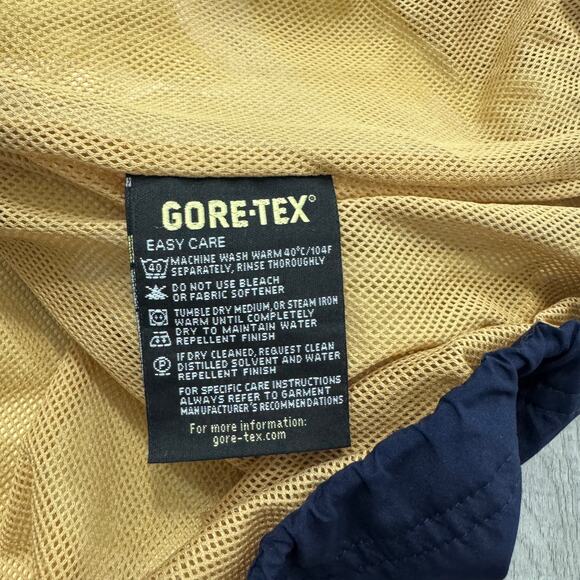 GORE-TEX®
EASY CARE
40 MACHINE WASH WARM 40°C/104F
SEPARATELY, RINSE THOROUGHLY
DO NOT USE BLEACH
OR FABRIC SOFTENER
TUMBLE DRY MEDIUM, OR STEAM IRON
WARM UNTIL COMPLETELY
DRY TO MAINTAIN WATER
REPELLENT FINISH
P IF DRY CLEANED, REQUEST CLEAN
DISTILLED SOLVENT AND WATER
REPELLENT FINISH
FOR SPECIFIC CARE INSTRUCTIONS
ALWAYS REFER TO GARMENT
MANUFACTURER'S RECOMMENDATIONS
For more information:
gore-tex.com